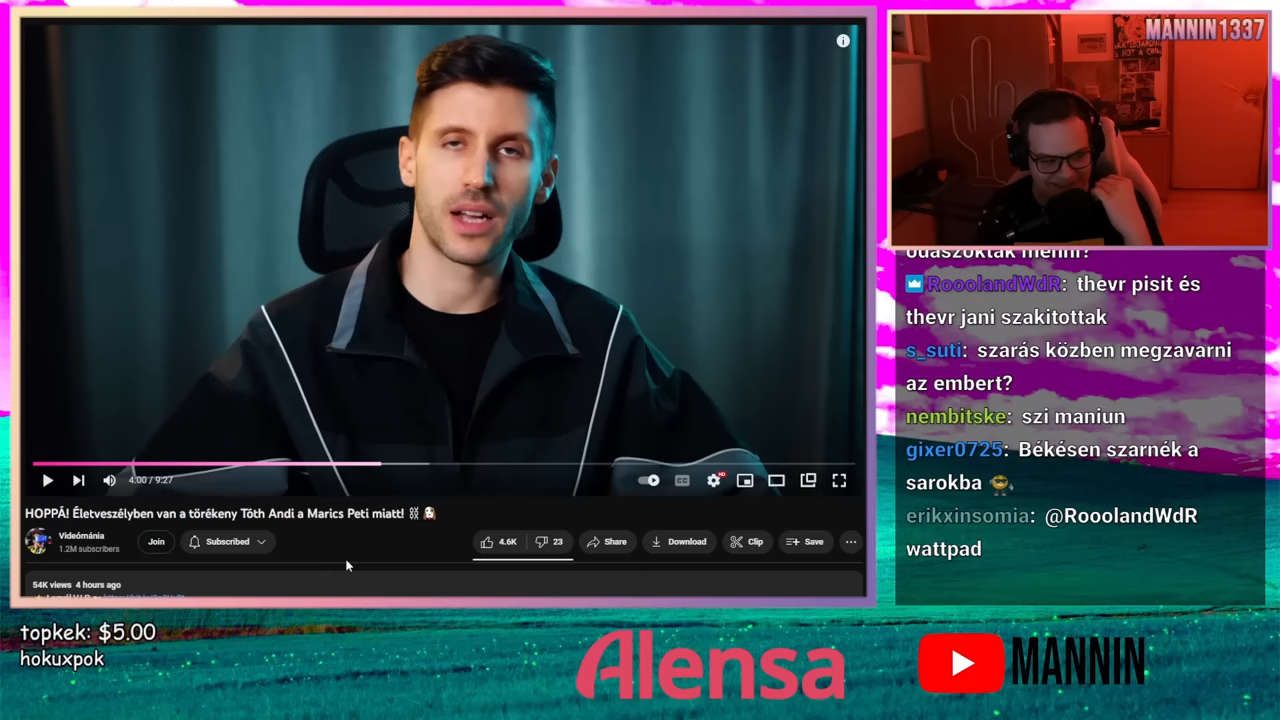 MANNIN1337
odaszoktak menni?
RooolandWdR: thevr pisit és
thevr jani szakitottak
s_suti: szarás közben megzavarni
az embert?
nembitske: szi maniun
gixer0725: Békésen szarnék a
sarokba
erikxinsomia: @RooolandWdR
wattpad
4:00 / 9:27
HD
HOPPÁ! Életveszélyben van a törékeny Tóth Andi a Marics Peti miatt!
Videómánia
1.2M subscribers
Join
Subscribed
4.6K
23
Share
Download
Clip
Save
54K views 4 hours ago
topkek: $5.00
hokuxpok
Alensa
MANNIN